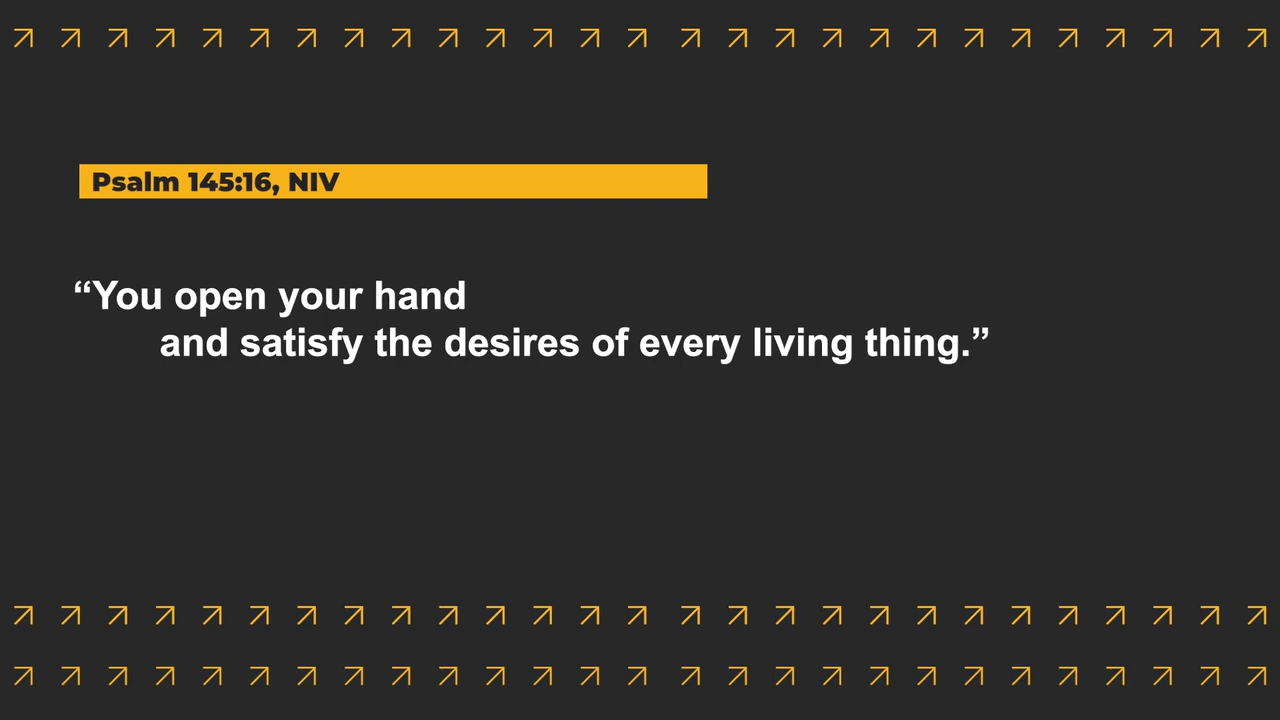 Psalm 145:16, NIV
“You open your hand
and satisfy the desires of every living thing.”